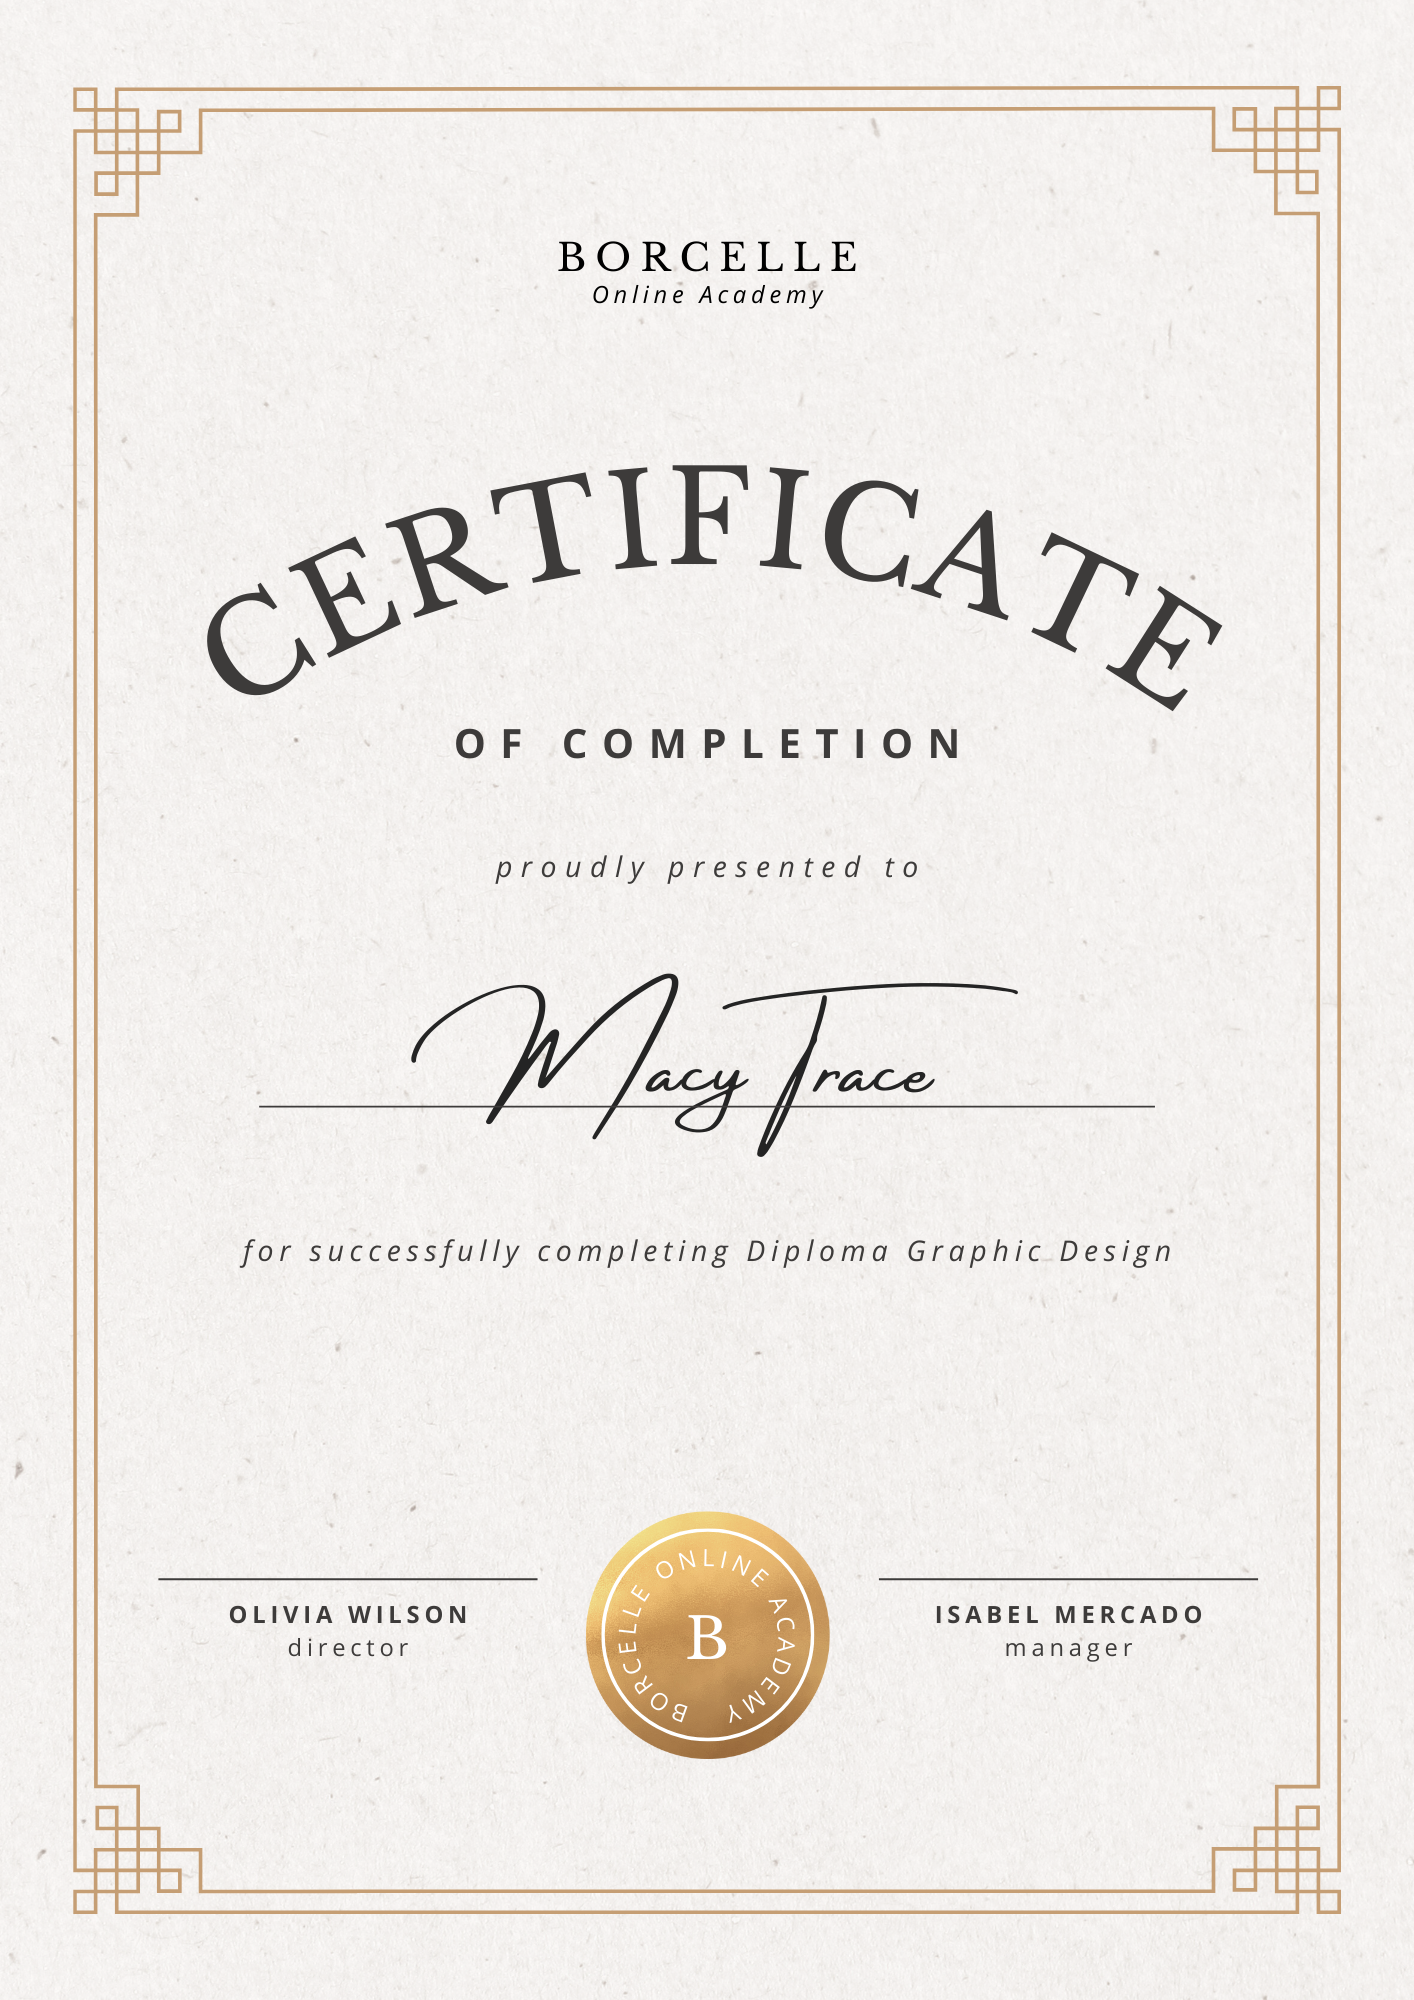 BORCELLE
Online Academy
CERTIFICATE
OF COMPLETION
proudly presented to
Macy Trace
for successfully completing Diploma Graphic Design
OLIVIA WILSON
director
BORCELLE ONLINE ACADEMY
B
ISABEL MERCADO
manager